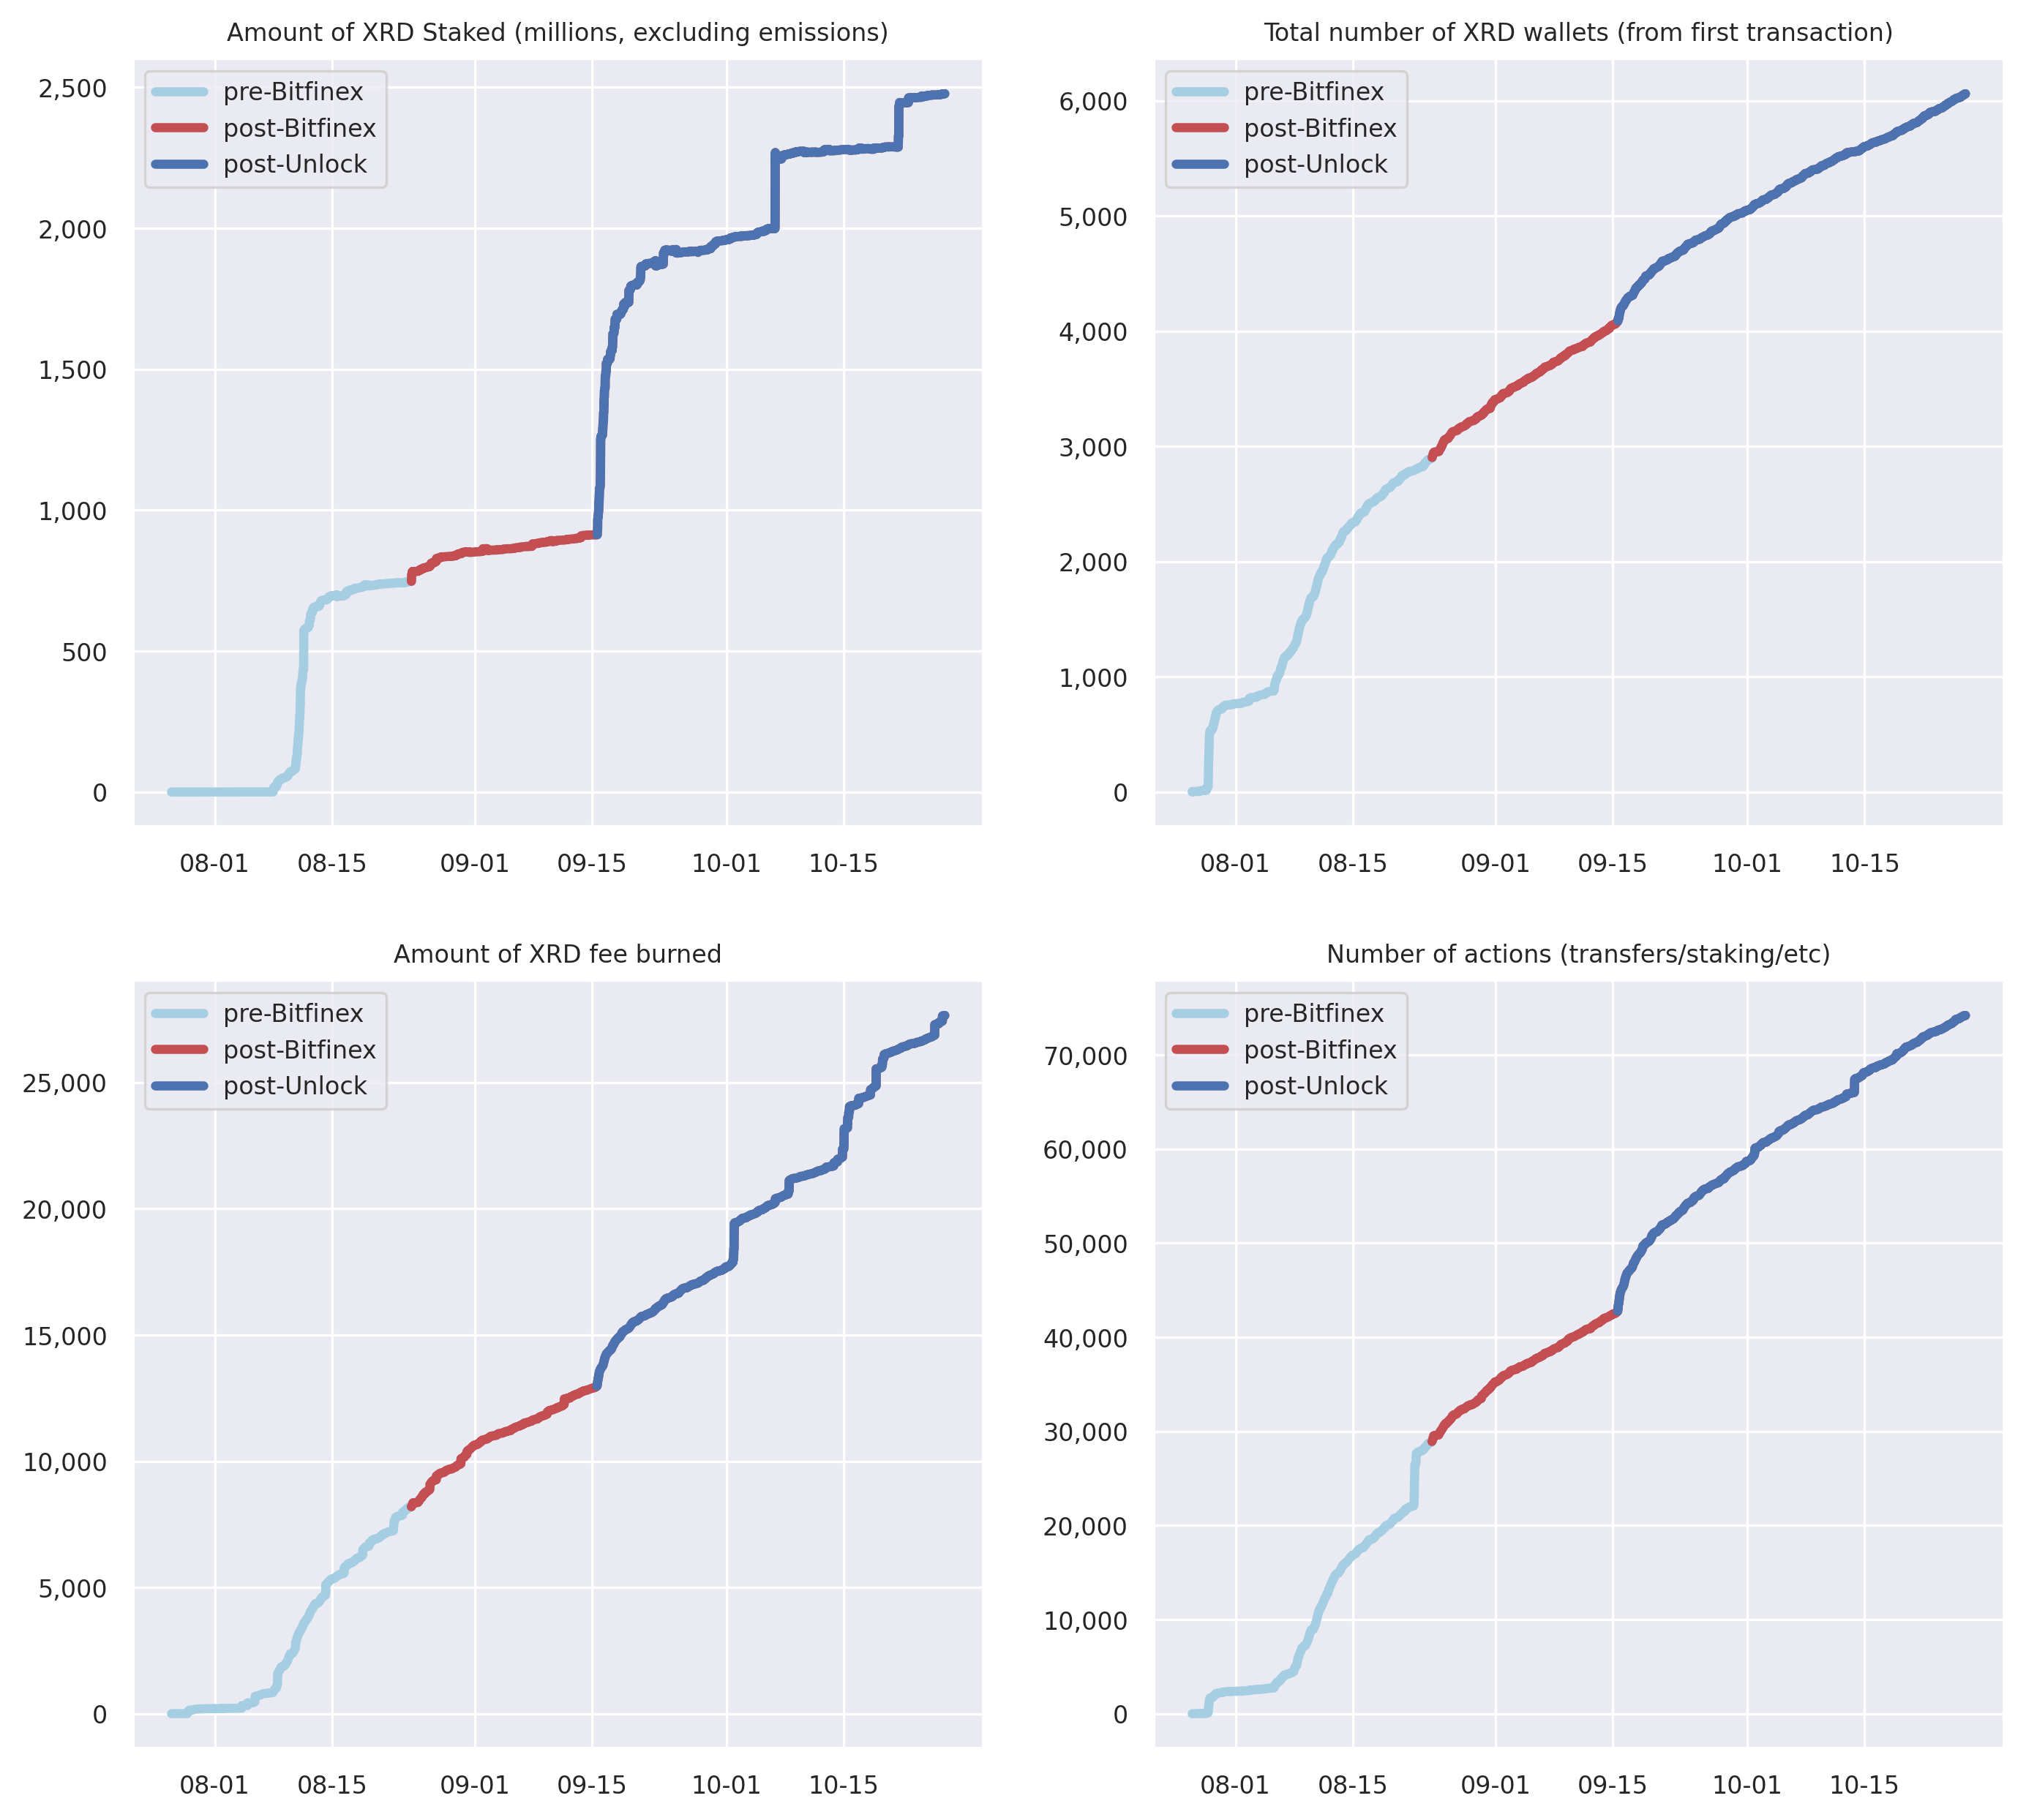 Amount of XRD Staked (millions, excluding emissions)
pre-Bitfinex
post-Bitfinex
post-Unlock
2,500
2,000
1,500
1,000
500
0
08-01 08-15 09-01 09-15 10-01 10-15
Total number of XRD wallets (from first transaction)
pre-Bitfinex
post-Bitfinex
post-Unlock
6,000
5,000
4,000
3,000
2,000
1,000
0
08-01 08-15 09-01 09-15 10-01 10-15
Amount of XRD fee burned
pre-Bitfinex
post-Bitfinex
post-Unlock
25,000
20,000
15,000
10,000
5,000
0
08-01 08-15 09-01 09-15 10-01 10-15
Number of actions (transfers/staking/etc)
pre-Bitfinex
post-Bitfinex
post-Unlock
70,000
60,000
50,000
40,000
30,000
20,000
10,000
0
08-01 08-15 09-01 09-15 10-01 10-15